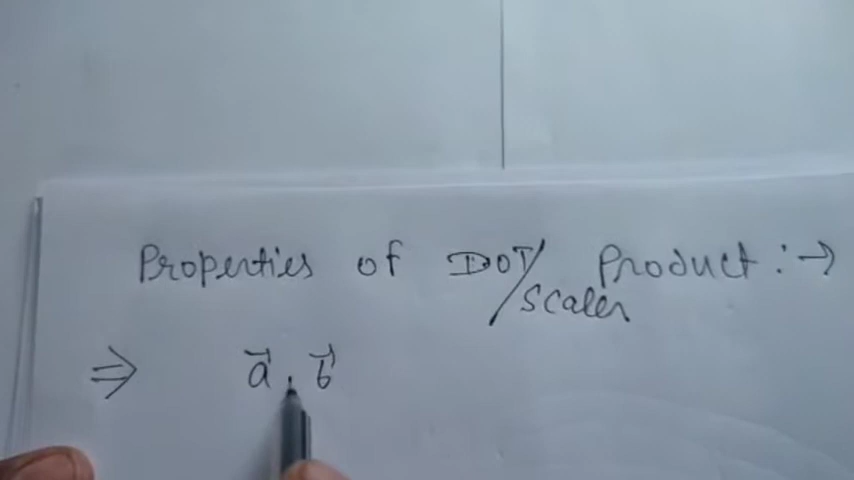 Properties of DOT/ Product :→
Scaler
⇒ a⃗ . b⃗